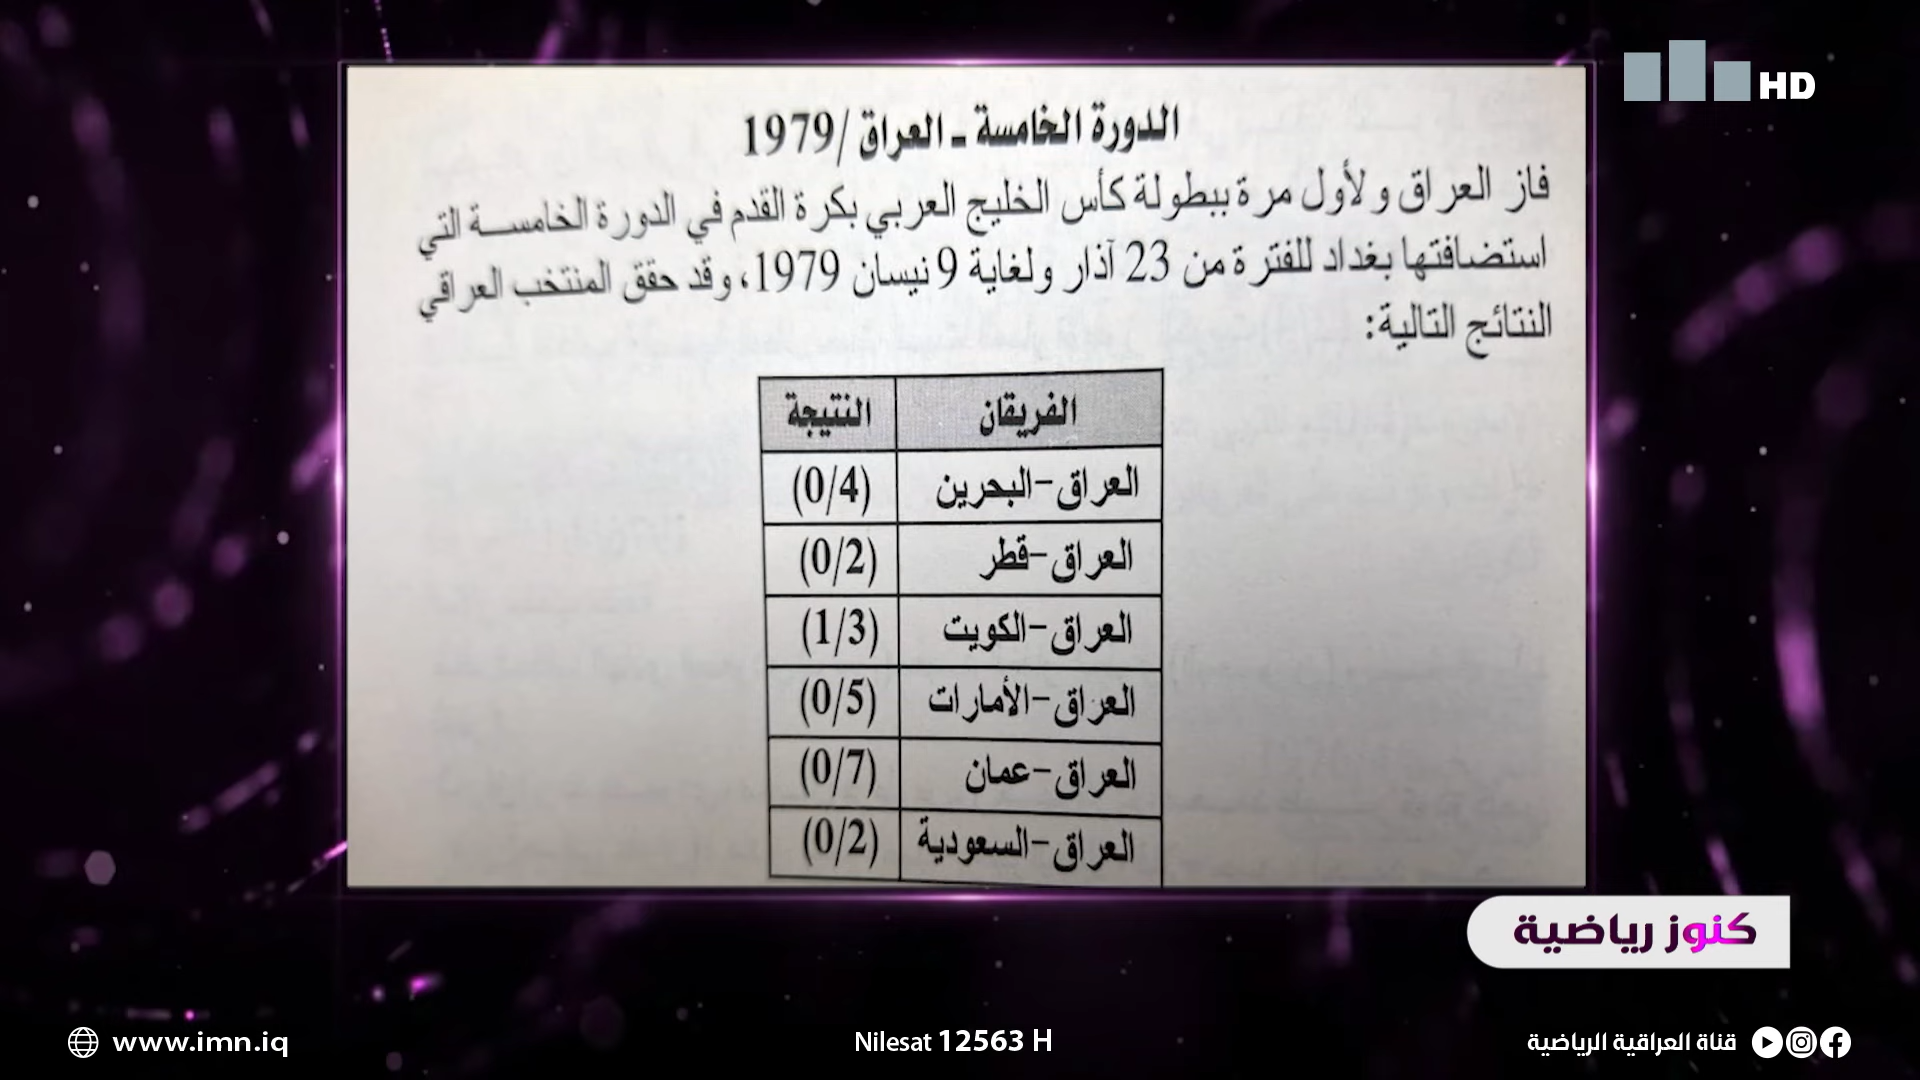 HD
الدورة الخامسة - العراق /1979
فاز العراق ولأول مرة ببطولة كأس الخليج العربي بكرة القدم في الدورة الخامسة التي
استضافتها بغداد للفترة من 23 آذار ولغاية 9 نيسان 1979، وقد حقق المنتخب العراقي
النتائج التالية:
الفريقان النتيجة
العراق-البحرين (0/4)
العراق-قطر (0/2)
العراق-الكويت (1/3)
العراق-الأمارات (0/5)
العراق-عمان (0/7)
العراق-السعودية (0/2)
كنوز رياضية
www.imn.iq
Nilesat 12563 H
قناة العراقية الرياضية